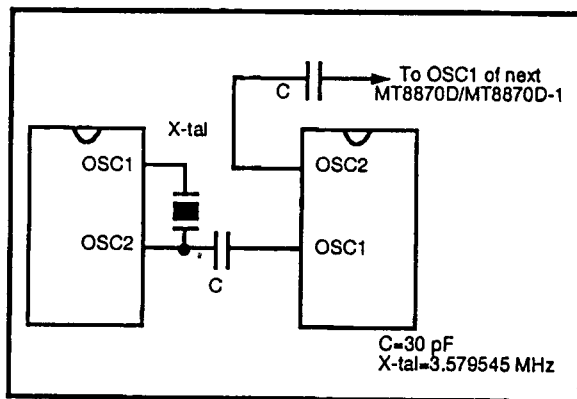 C
To OSC1 of next
MT8870D/MT8870D-1
X-tal
OSC1
OSC2
OSC2
OSC1
C
C=30 pF
X-tal=3.579545 MHz